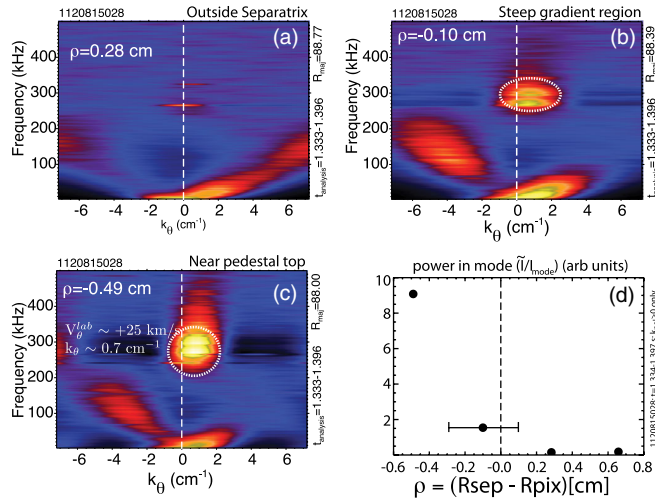 1120815028 Outside Separatrix
(a)
ρ=0.28 cm
Frequency (kHz)
400
300
200
100
-6 -4 -2 0 2 4 6
kθ (cm⁻¹)
Rmaj=88.77
tanalysis=1.333-1.396
1120815028 Steep gradient region
(b)
ρ=-0.10 cm
Frequency (kHz)
400
300
200
100
-6 -4 -2 0 2 4 6
kθ (cm⁻¹)
Rmaj=88.39
tanalysis=1.333-1.396
1120815028 Near pedestal top
(c)
ρ=-0.49 cm
Vθ^lab ∼ +25 km/s
kθ ∼ 0.7 cm⁻¹
Frequency (kHz)
400
300
200
100
-6 -4 -2 0 2 4 6
kθ (cm⁻¹)
Rmaj=88.00
tanalysis=1.333-1.396
power in mode (Ĩ/Imode) (arb units)
(d)
10
8
6
4
2
0
-0.6 -0.4 -0.2 0.0 0.2 0.4 0.6 0.8
ρ = (Rsep - Rpix)[cm]